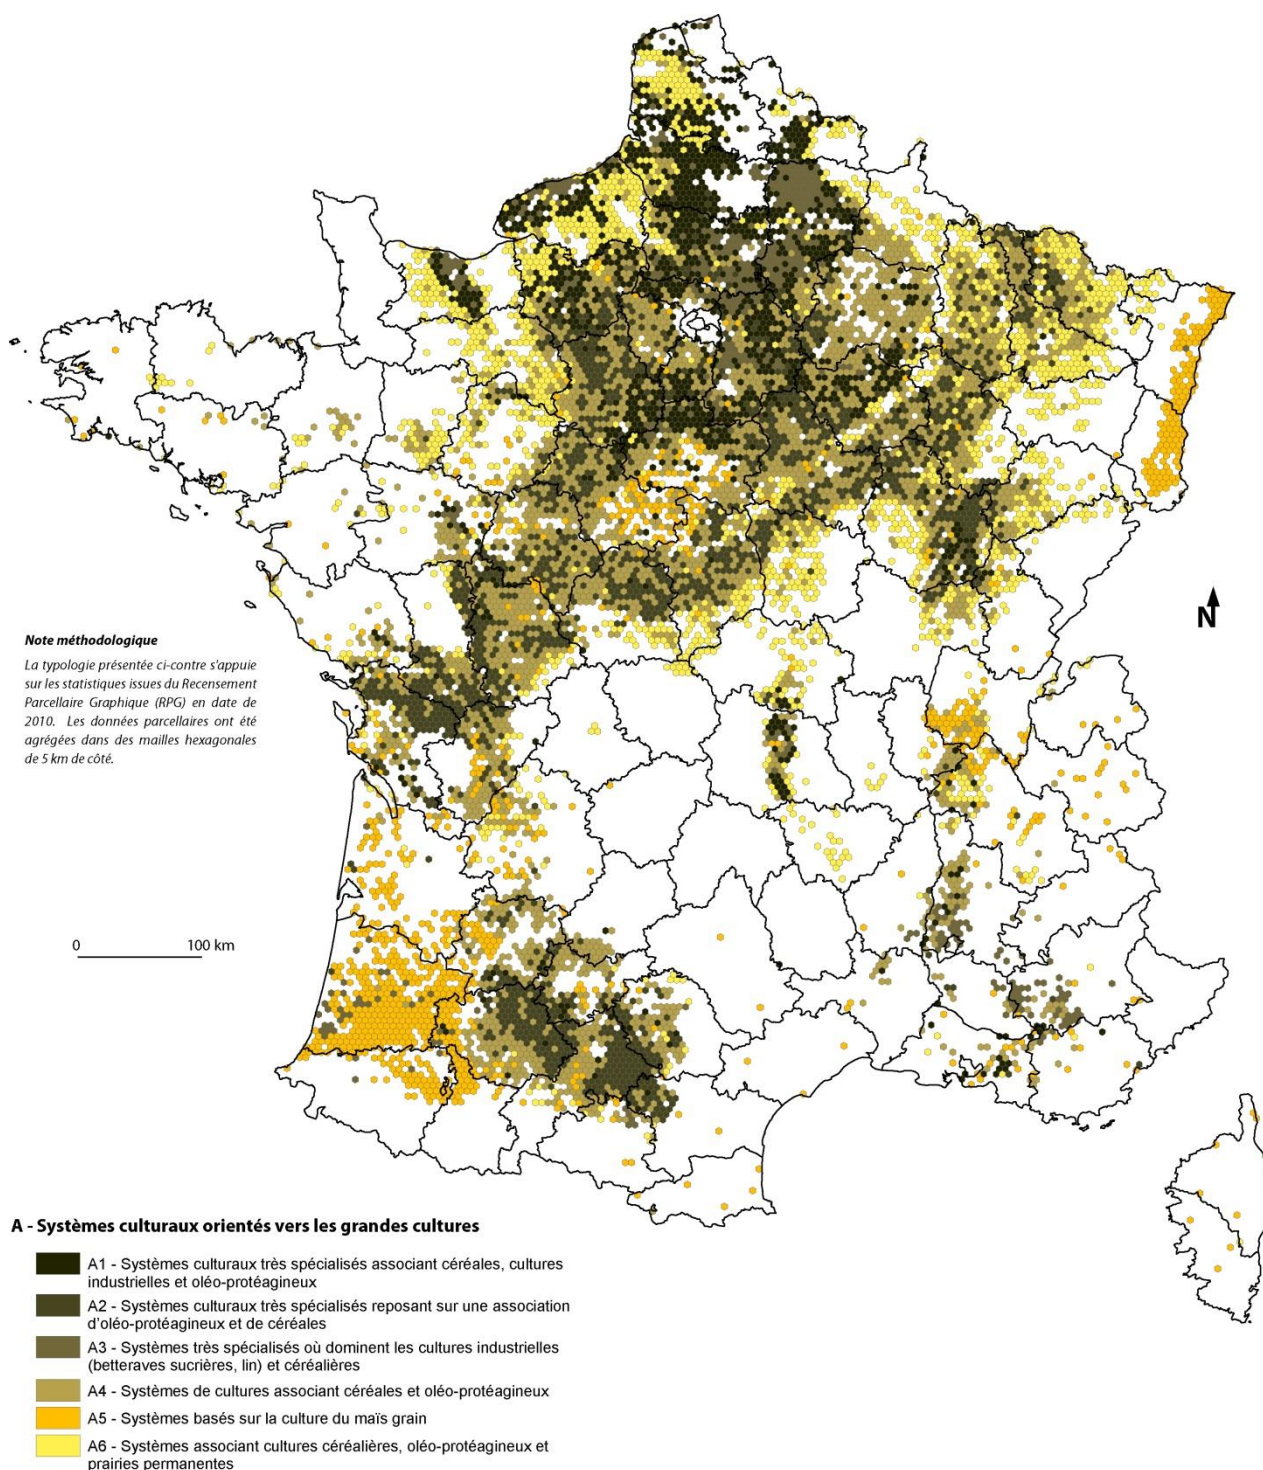 N
Note méthodologique
La typologie présentée ci-contre s'appuie
sur les statistiques issues du Recensement
Parcellaire Graphique (RPG) en date de
2010. Les données parcellaires ont été
agrégées dans des mailles hexagonales
de 5 km de côté.
0 100 km
A - Systèmes culturaux orientés vers les grandes cultures
A1 - Systèmes culturaux très spécialisés associant céréales, cultures
industrielles et oléo-protéagineux
A2 - Systèmes culturaux très spécialisés reposant sur une association
d'oléo-protéagineux et de céréales
A3 - Systèmes très spécialisés où dominent les cultures industrielles
(betteraves sucrières, lin) et céréalières
A4 - Systèmes de cultures associant céréales et oléo-protéagineux
A5 - Systèmes basés sur la culture du maïs grain
A6 - Systèmes associant cultures céréalières, oléo-protéagineux et
prairies permanentes